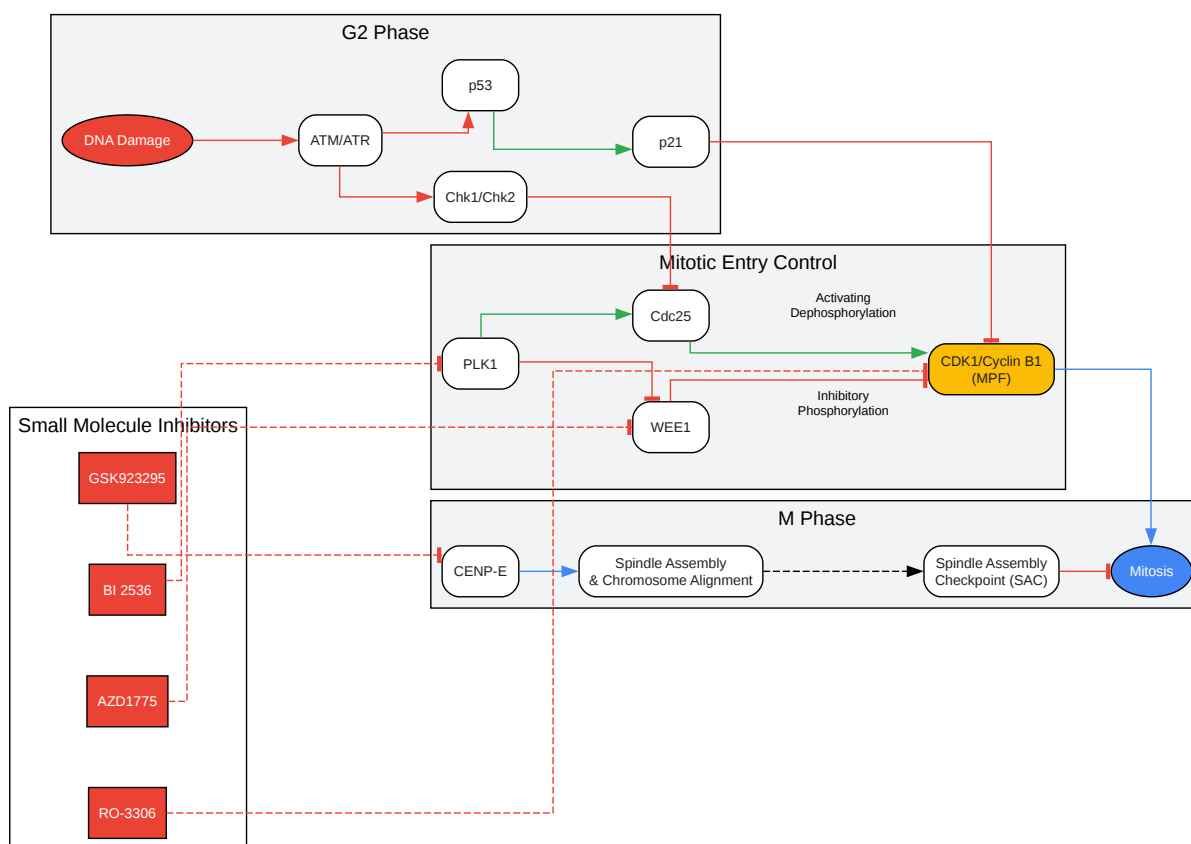 G2 Phase
p53
DNA Damage
ATM/ATR
p21
Chk1/Chk2
Mitotic Entry Control
Activating
Dephosphorylation
Cdc25
PLK1
CDK1/Cyclin B1
(MPF)
Inhibitory
Phosphorylation
WEE1
Small Molecule Inhibitors
GSK923295
BI 2536
AZD1775
RO-3306
M Phase
CENP-E
Spindle Assembly
& Chromosome Alignment
Spindle Assembly
Checkpoint (SAC)
Mitosis